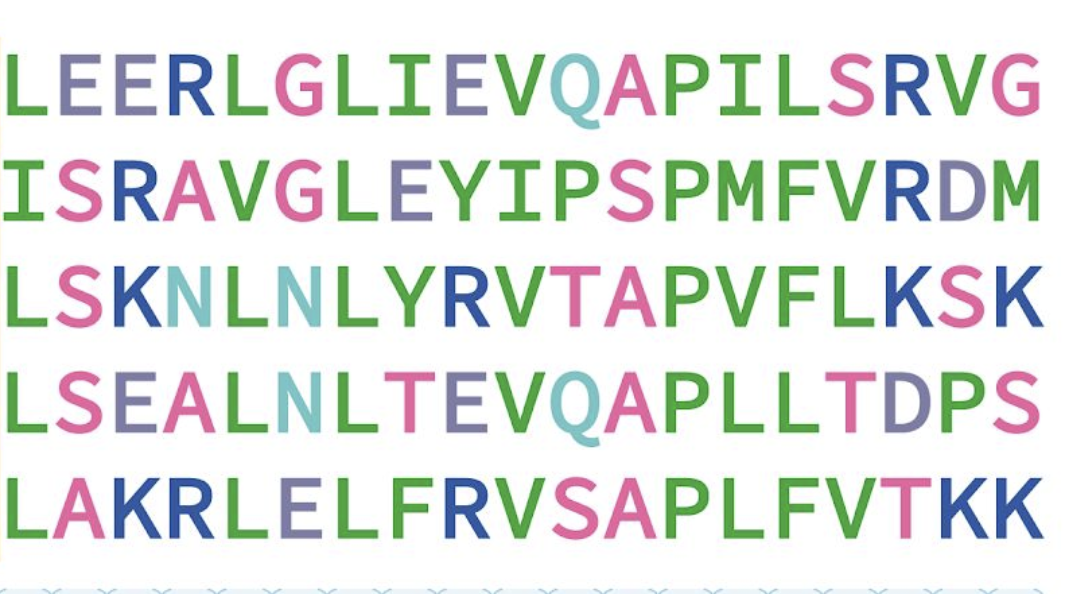 LEERLGLIEVQAPILSRVG
ISRAVGLEYIPSPMFVRDM
LSKNLNLYRVTAPVFLKSK
LSEALNLTEVQAPLLTDPS
LAKRLELFRVSAPLFVTKK